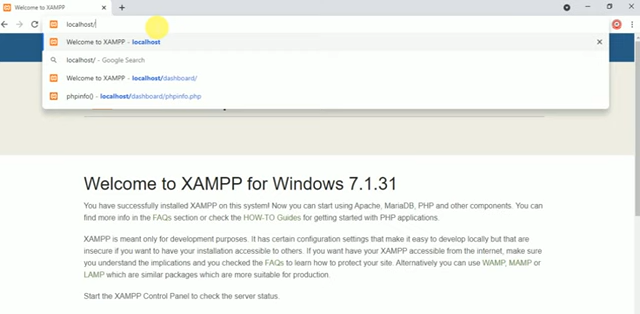 Welcome to XAMPP
localhost/
Welcome to XAMPP - localhost
localhost/ - Google Search
Welcome to XAMPP - localhost/dashboard/
phpinfo() - localhost/dashboard/phpinfo.php
Welcome to XAMPP for Windows 7.1.31
You have successfully installed XAMPP on this system! Now you can start using Apache, MariaDB, PHP and other components. You can
find more info in the FAQs section or check the HOW-TO Guides for getting started with PHP applications.
XAMPP is meant only for development purposes. It has certain configuration settings that make it easy to develop locally but that are
insecure if you want to have your installation accessible to others. If you want have your XAMPP accessible from the internet, make sure
you understand the implications and you checked the FAQs to learn how to protect your site. Alternatively you can use WAMP, MAMP or
LAMP which are similar packages which are more suitable for production.
Start the XAMPP Control Panel to check the server status.